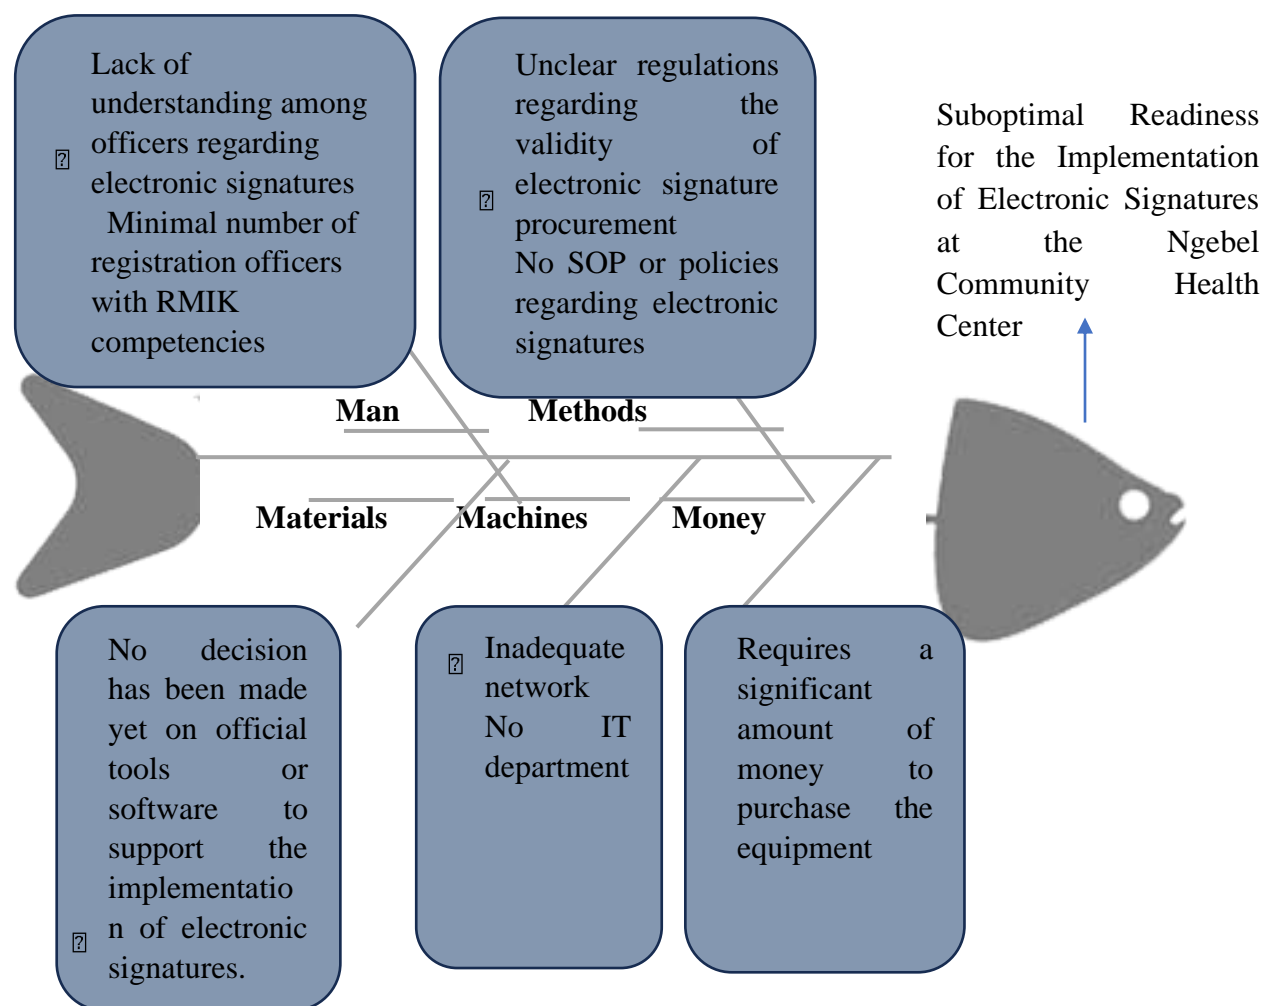 Lack of
understanding among
officers regarding
electronic signatures
Minimal number of
registration officers
with RMIK
competencies
Unclear regulations
regarding the
validity of
electronic signature
procurement
No SOP or policies
regarding electronic
signatures
Suboptimal Readiness
for the Implementation
of Electronic Signatures
at the Ngebel
Community Health
Center
Man
Methods
Materials
Machines
Money
No decision
has been made
yet on official
tools or
software to
support the
implementatio
n of electronic
signatures.
Inadequate
network
No IT
department
Requires a
significant
amount of
money to
purchase the
equipment